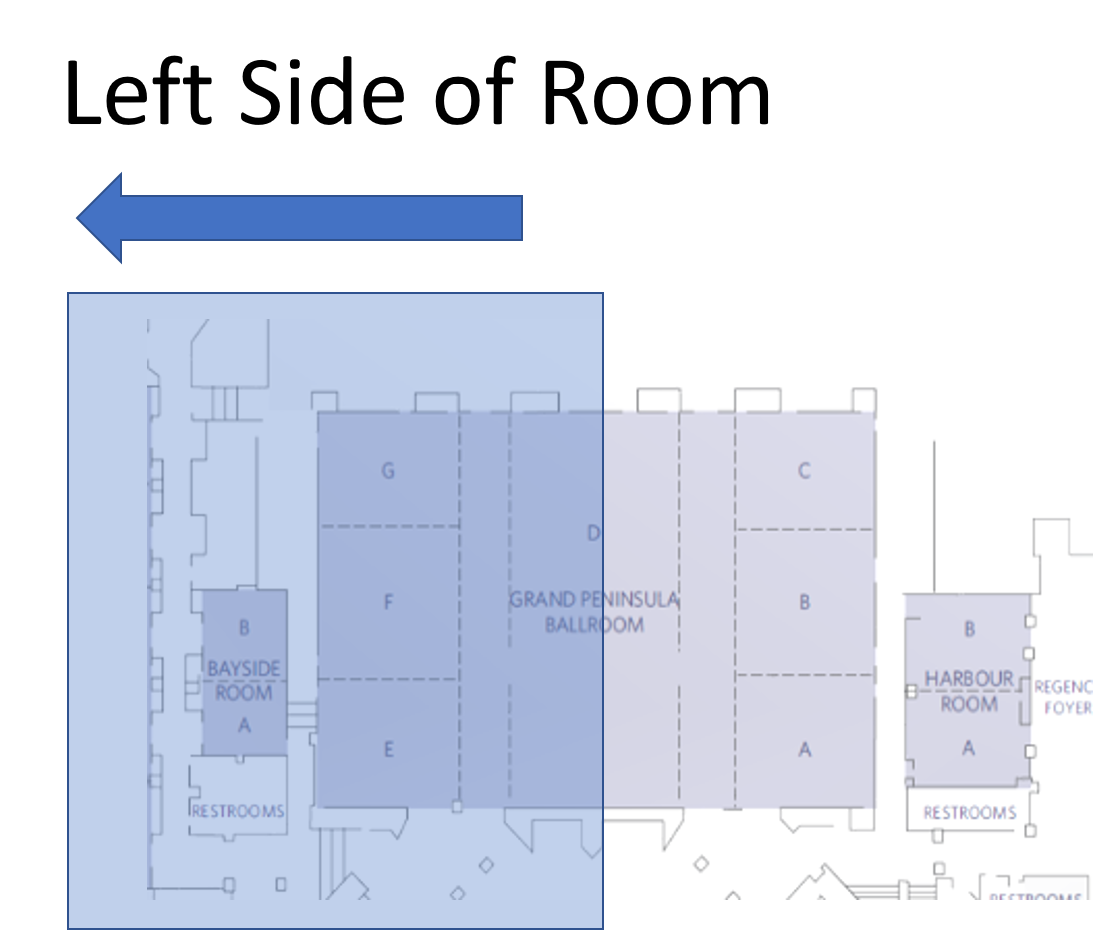 Left Side of Room
G
C
D
F
GRAND PENINSULA
BALLROOM
B
B
BAYSIDE
ROOM
A
E
A
B
HARBOUR
ROOM
A
REGENC
FOYER
RESTROOMS
RESTROOMS
RESTROOMS